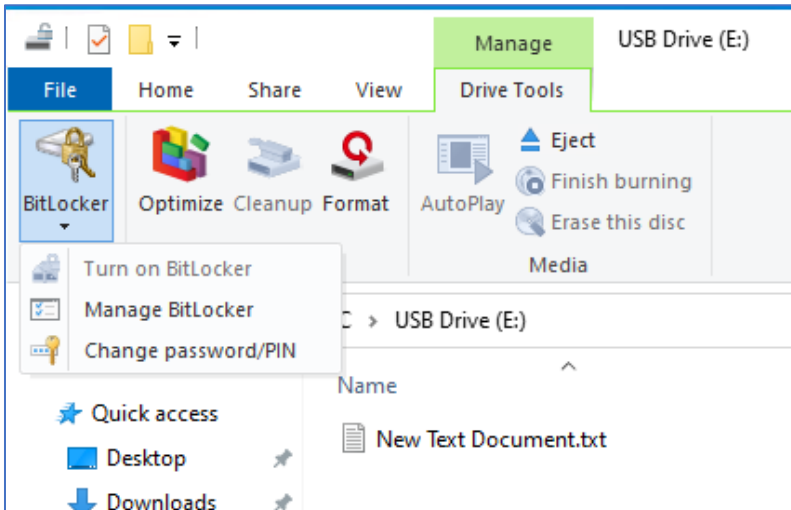 Manage
USB Drive (E:)
File
Home
Share
View
Drive Tools
BitLocker
Optimize
Cleanup
Format
AutoPlay
Eject
Finish burning
Erase this disc
Media
Turn on BitLocker
Manage BitLocker
Change password/PIN
C > USB Drive (E:)
Name
Quick access
New Text Document.txt
Desktop
Downloads